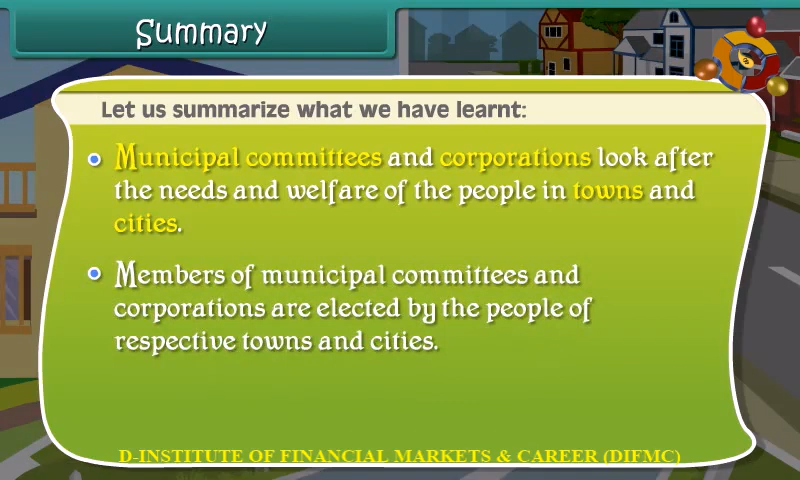 Summary
Let us summarize what we have learnt:
Municipal committees and corporations look after
the needs and welfare of the people in towns and
cities.
Members of municipal committees and
corporations are elected by the people of
respective towns and cities.
D-INSTITUTE OF FINANCIAL MARKETS & CAREER (DIFMC)